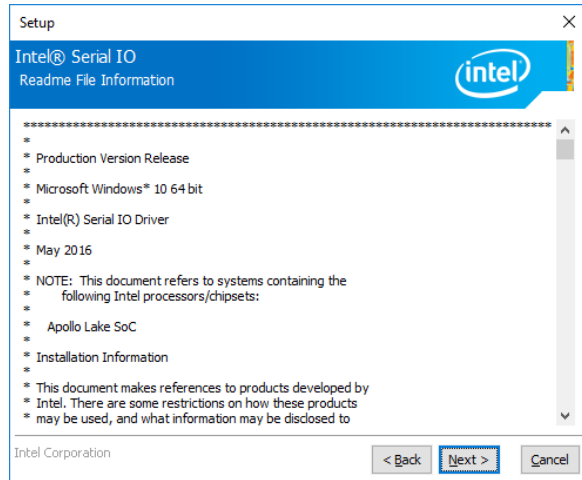 Setup
Intel® Serial IO
Readme File Information
intel
***************************************************************************
*
* Production Version Release
*
* Microsoft Windows* 10 64 bit
*
* Intel(R) Serial IO Driver
*
* May 2016
*
* NOTE:  This document refers to systems containing the
*        following Intel processors/chipsets:
*
*    Apollo Lake SoC
*
* Installation Information
*
* This document makes references to products developed by
* Intel. There are some restrictions on how these products
* may be used, and what information may be disclosed to
Intel Corporation
< Back
Next >
Cancel